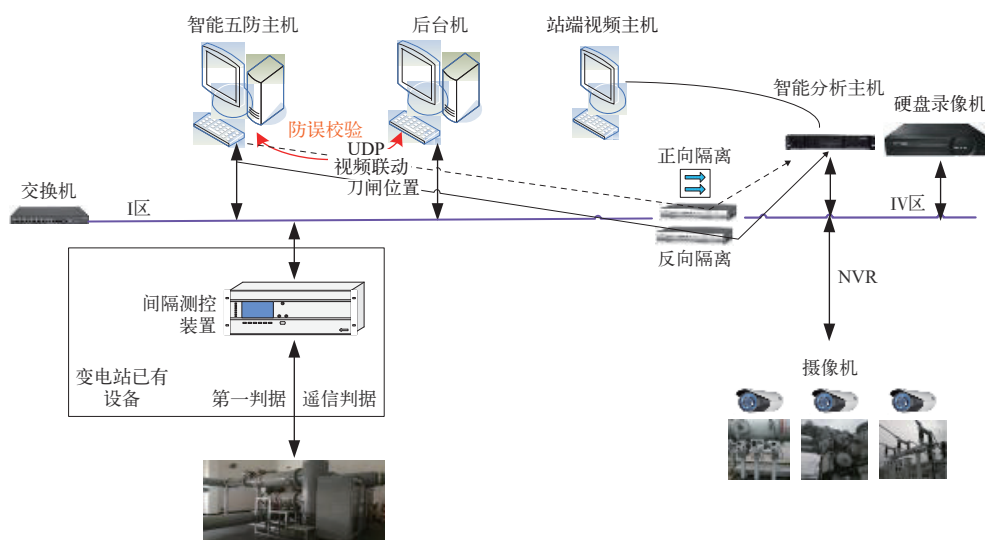 智能五防主机
后台机
站端视频主机
智能分析主机
硬盘录像机
防误校验
UDP
视频联动
刀闸位置
正向隔离
交换机
I区
IV区
反向隔离
NVR
间隔测控
装置
变电站已有
设备
第一判据
遥信判据
摄像机